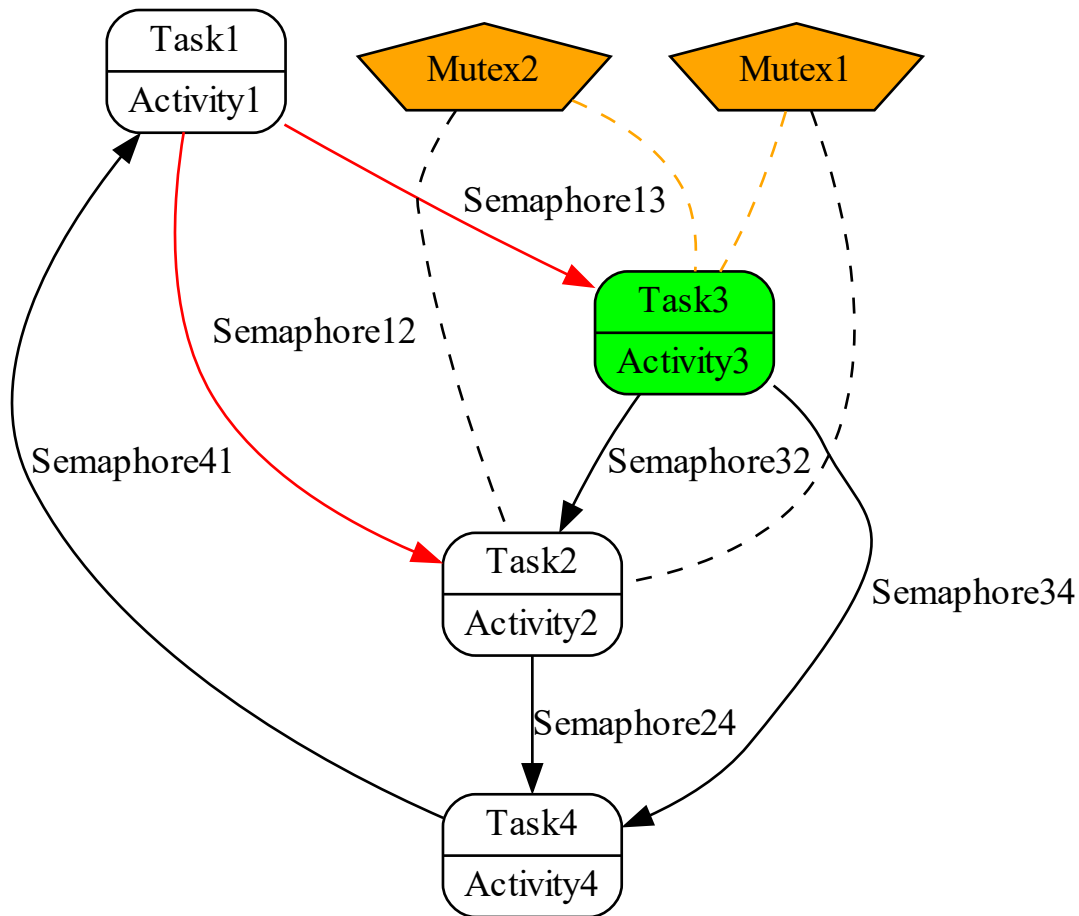 Task1
Activity1
Mutex2
Mutex1
Semaphore13
Task3
Activity3
Semaphore12
Semaphore41
Semaphore32
Task2
Activity2
Semaphore34
Semaphore24
Task4
Activity4